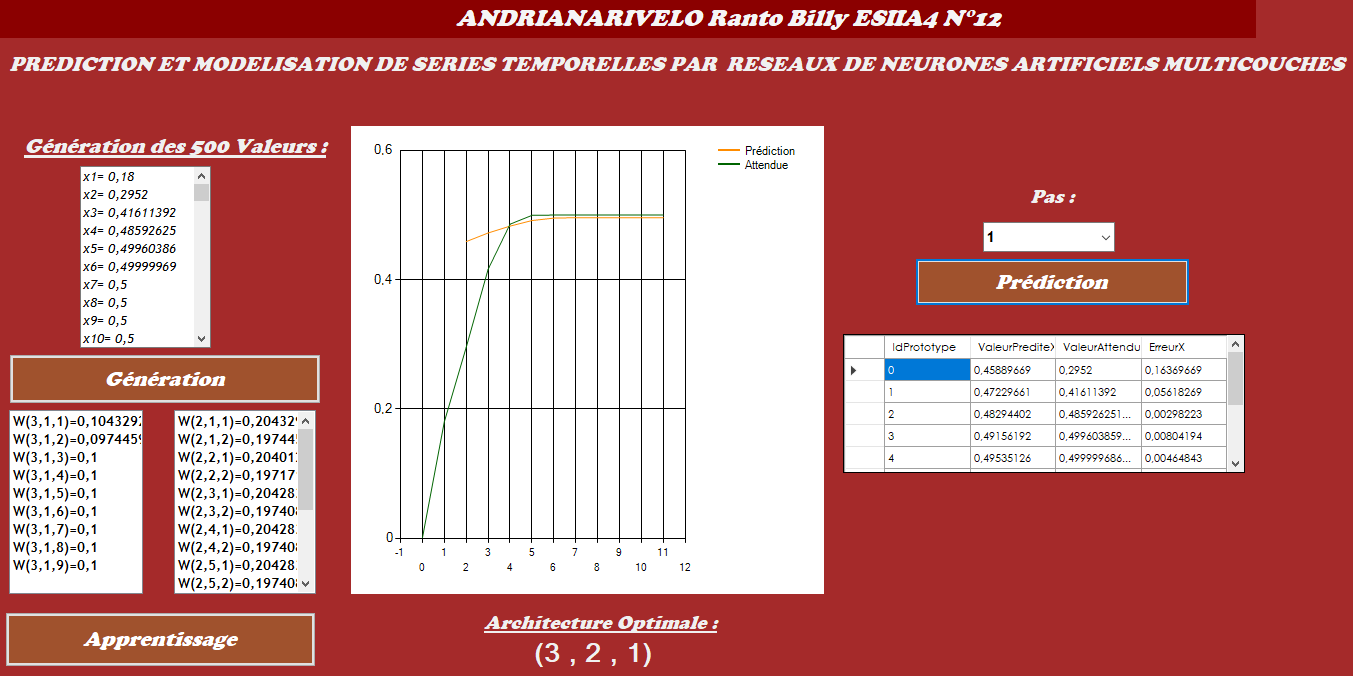 ANDRIANARIVELO Ranto Billy ESIIA4 N°12
PREDICTION ET MODELISATION DE SERIES TEMPORELLES PAR RESEAUX DE NEURONES ARTIFICIELS MULTICOUCHES
Génération des 500 Valeurs :
x1= 0,18
x2= 0,2952
x3= 0,41611392
x4= 0,48592625
x5= 0,49960386
x6= 0,49999969
x7= 0,5
x8= 0,5
x9= 0,5
x10= 0,5
Génération
W(3,1,1)=0,104329
W(3,1,2)=0,0974459
W(3,1,3)=0,1
W(3,1,4)=0,1
W(3,1,5)=0,1
W(3,1,6)=0,1
W(3,1,7)=0,1
W(3,1,8)=0,1
W(3,1,9)=0,1
W(2,1,1)=0,20432
W(2,1,2)=0,19744
W(2,2,1)=0,20401
W(2,2,2)=0,19717
W(2,3,1)=0,20428
W(2,3,2)=0,19740
W(2,4,1)=0,20428
W(2,4,2)=0,19740
W(2,5,1)=0,20428
W(2,5,2)=0,19740
Apprentissage
0,6
0,4
0,2
0
-1 1 3 5 7 9 11
0 2 4 6 8 10 12
Prédiction
Attendue
Architecture Optimale :
(3 , 2 , 1)
Pas :
1
Prédiction
IdPrototype ValeurPrediteX ValeurAttendu ErreurX
0 0,45889669 0,2952 0,16369669
1 0,47229661 0,41611392 0,05618269
2 0,48294402 0,485926251... 0,00298223
3 0,49156192 0,499603859... 0,00804194
4 0,49535126 0,499999686... 0,00464843